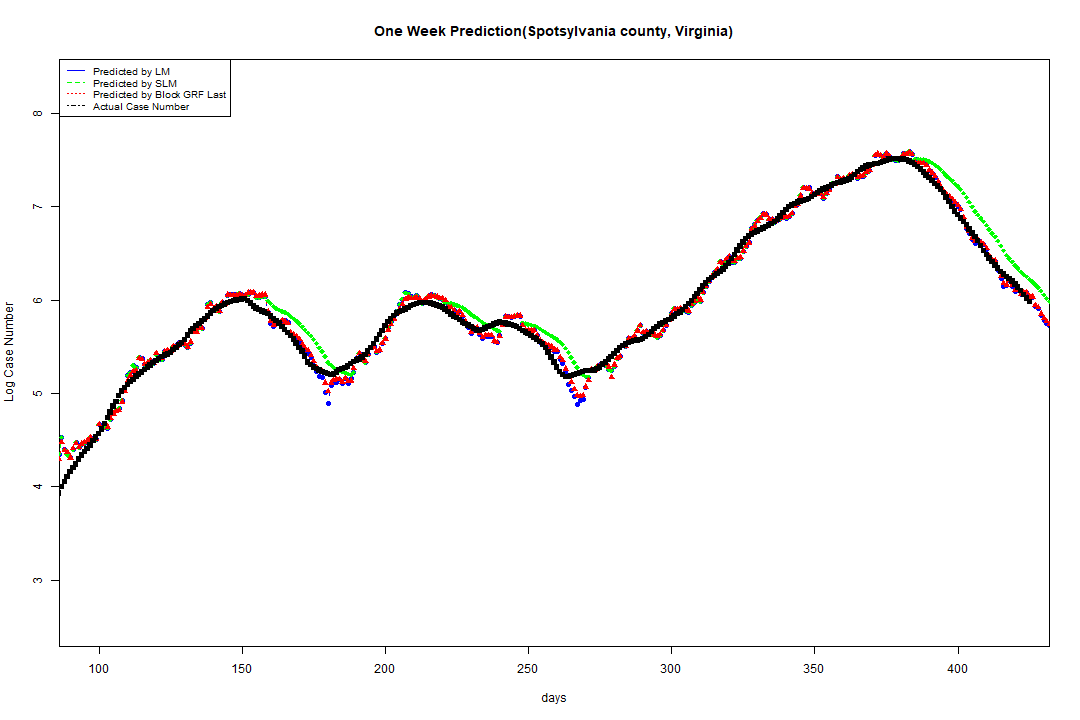 One Week Prediction(Spotsylvania county, Virginia)
Predicted by LM
Predicted by SLM
Predicted by Block GRF Last
Actual Case Number
8
7
6
5
4
3
Log Case Number
100 150 200 250 300 350 400
days